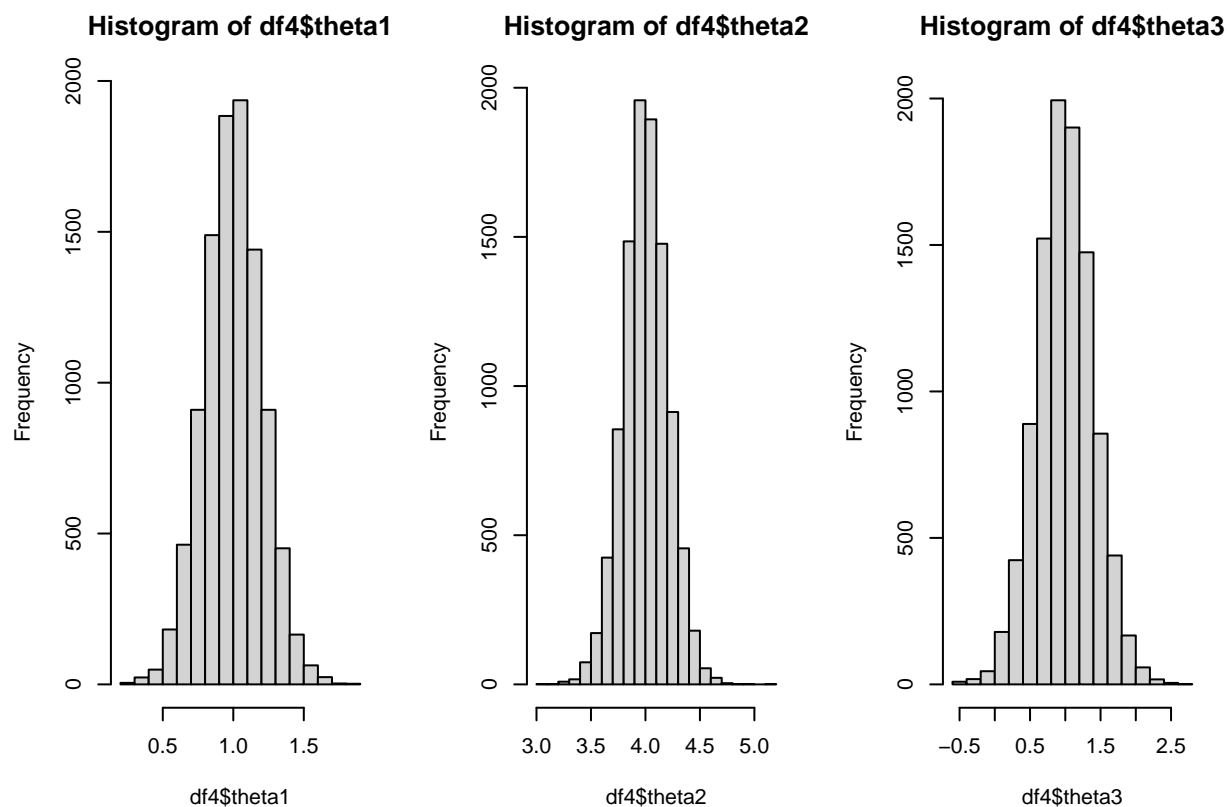 Histogram of df4$theta1
Frequency
2000
1500
1000
500
0
0.5 1.0 1.5
df4$theta1
Histogram of df4$theta2
Frequency
2000
1500
1000
500
0
3.0 3.5 4.0 4.5 5.0
df4$theta2
Histogram of df4$theta3
Frequency
2000
1500
1000
500
0
−0.5 0.5 1.5 2.5
df4$theta3